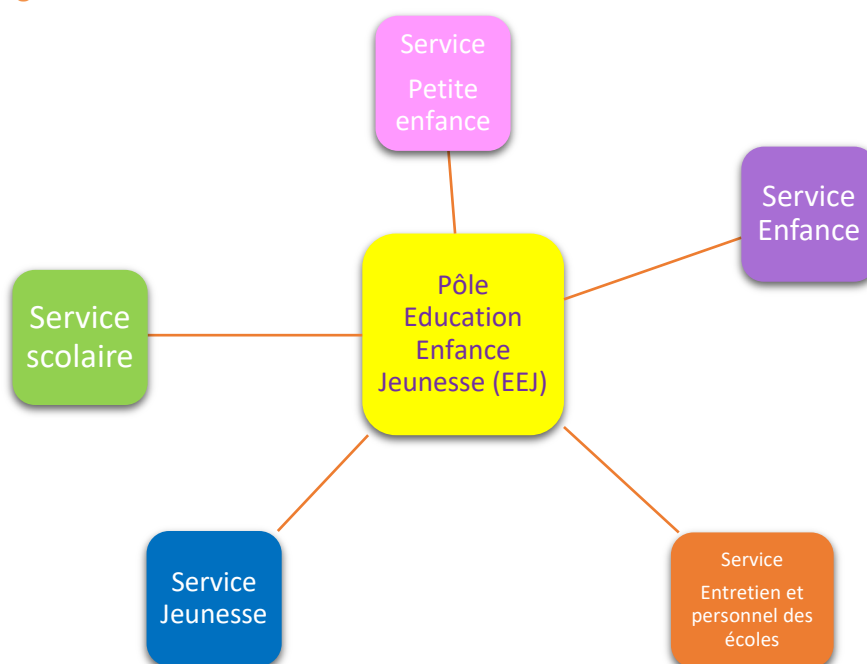 Service
Petite
enfance
Service
Enfance
Pôle
Education
Enfance
Jeunesse (EEJ)
Service
scolaire
Service
Jeunesse
Service
Entretien et
personnel des
écoles